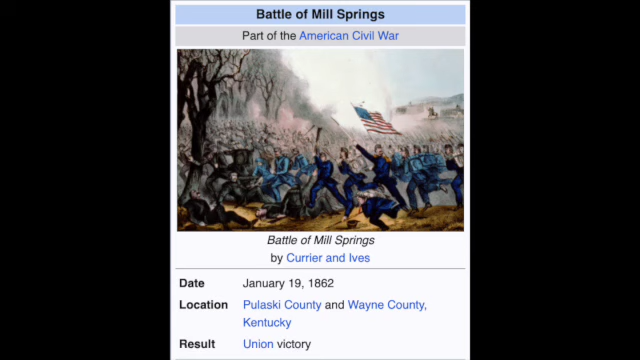 Battle of Mill Springs
Part of the American Civil War
Battle of Mill Springs
by Currier and Ives
Date January 19, 1862
Location Pulaski County and Wayne County,
Kentucky
Result Union victory